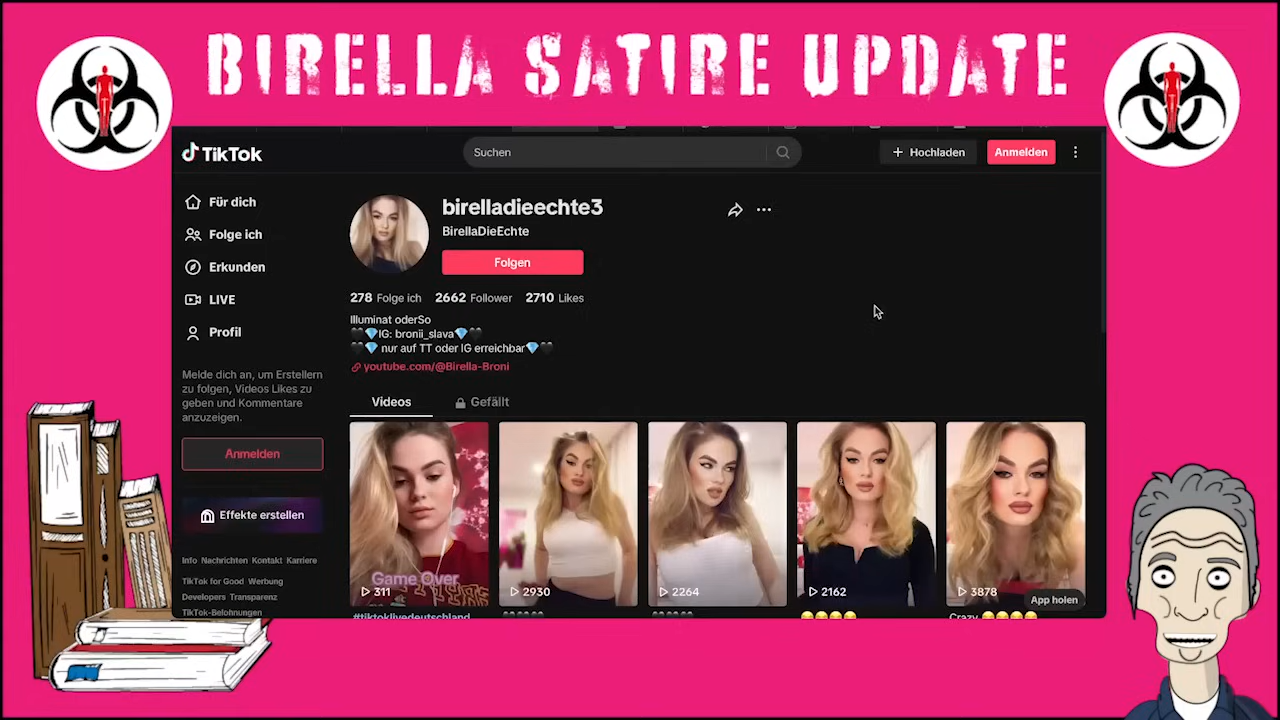 BIRELLA SATIRE UPDATE
TikTok
Suchen
Hochladen
Anmelden
Für dich
Folge ich
Erkunden
LIVE
Profil
Melde dich an, um Erstellern
zu folgen, Videos Likes zu
geben und Kommentare
anzuzeigen.
Anmelden
Effekte erstellen
Info Nachrichten Kontakt Karriere
TikTok for Good Werbung
Developers Transparenz
TikTok-Belohnungen
birelladieechte3
BirellaDieEchte
Folgen
278 Folge ich 2662 Follower 2710 Likes
Illuminat oderSo
🖤💎IG: bronii_slava💎🖤
🖤💎 nur auf TT oder IG erreichbar💎🖤
youtube.com/@Birella-Broni
Videos
Gefällt
Game Over
311
2930
2264
2162
3878
App holen
#tiktoklivedeutschland
Crazy 😂😂😂😂